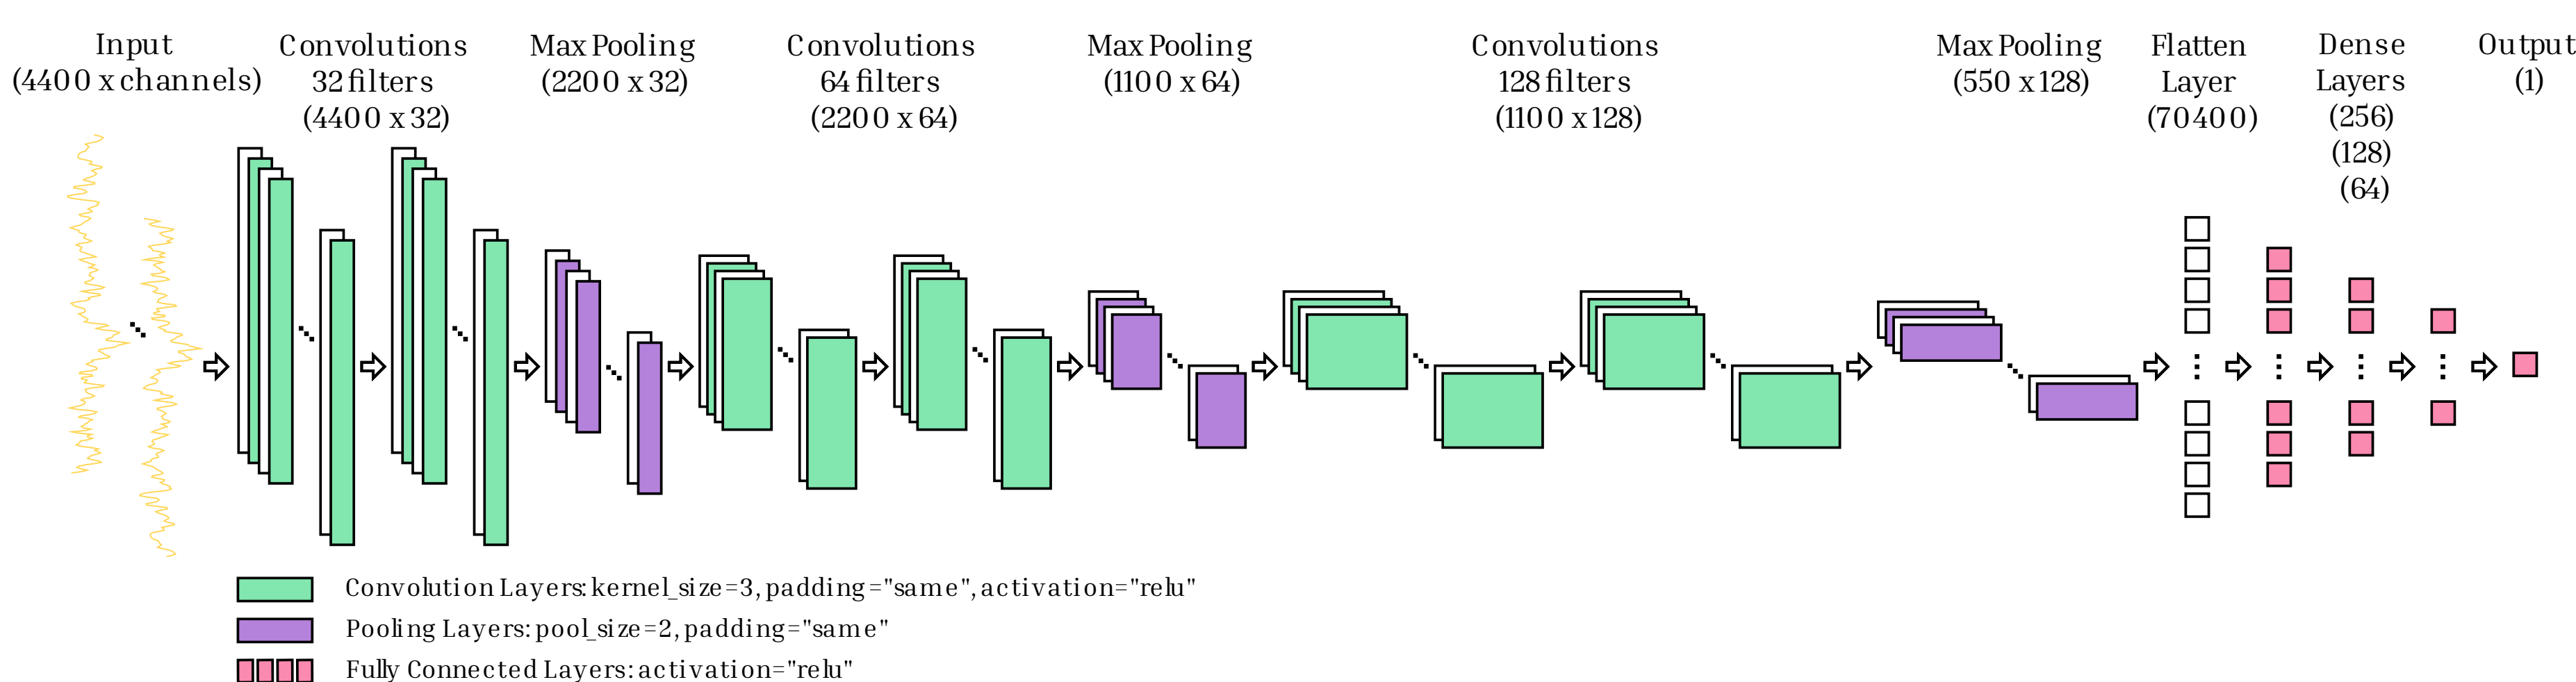 Input
(4400 x channels)
Convolutions
32 filters
(4400 x 32)
Max Pooling
(2200 x 32)
Convolutions
64 filters
(2200 x 64)
Max Pooling
(1100 x 64)
Convolutions
128 filters
(1100 x 128)
Max Pooling
(550 x 128)
Flatten
Layer
(70400)
Dense
Layers
(256)
(128)
(64)
Output
(1)
Convolution Layers: kernel_size=3, padding="same", activation="relu"
Pooling Layers: pool_size=2, padding="same"
Fully Connected Layers: activation="relu"